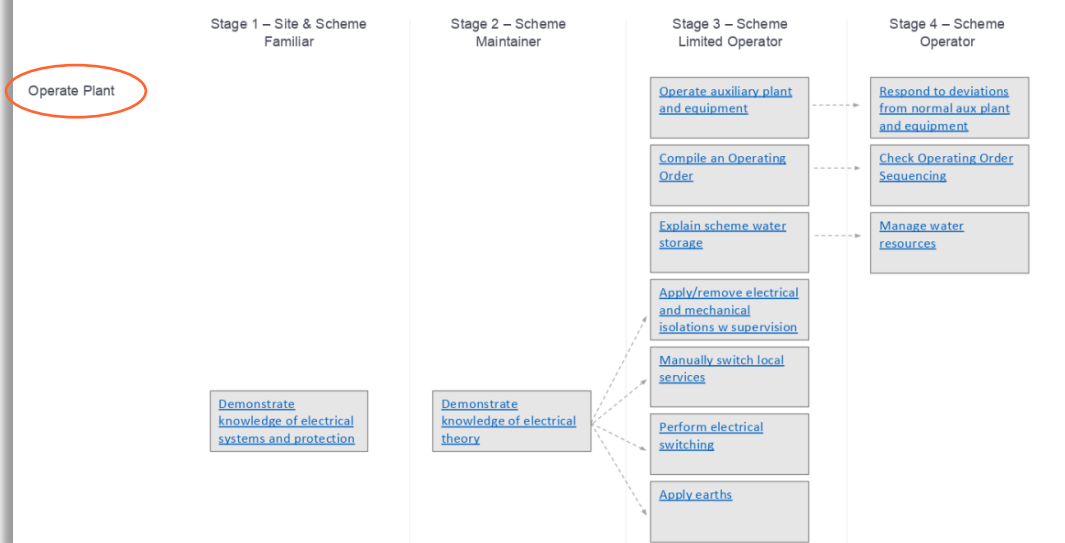 Stage 1 – Site & Scheme
Familiar
Stage 2 – Scheme
Maintainer
Stage 3 – Scheme
Limited Operator
Stage 4 – Scheme
Operator
Operate Plant
Operate auxiliary plant
and equipment
Respond to deviations
from normal aux plant
and equipment
Compile an Operating
Order
Check Operating Order
Sequencing
Explain scheme water
storage
Manage water
resources
Apply/remove electrical
and mechanical
isolations w supervision
Manually switch local
services
Demonstrate
knowledge of electrical
systems and protection
Demonstrate
knowledge of electrical
theory
Perform electrical
switching
Apply earths